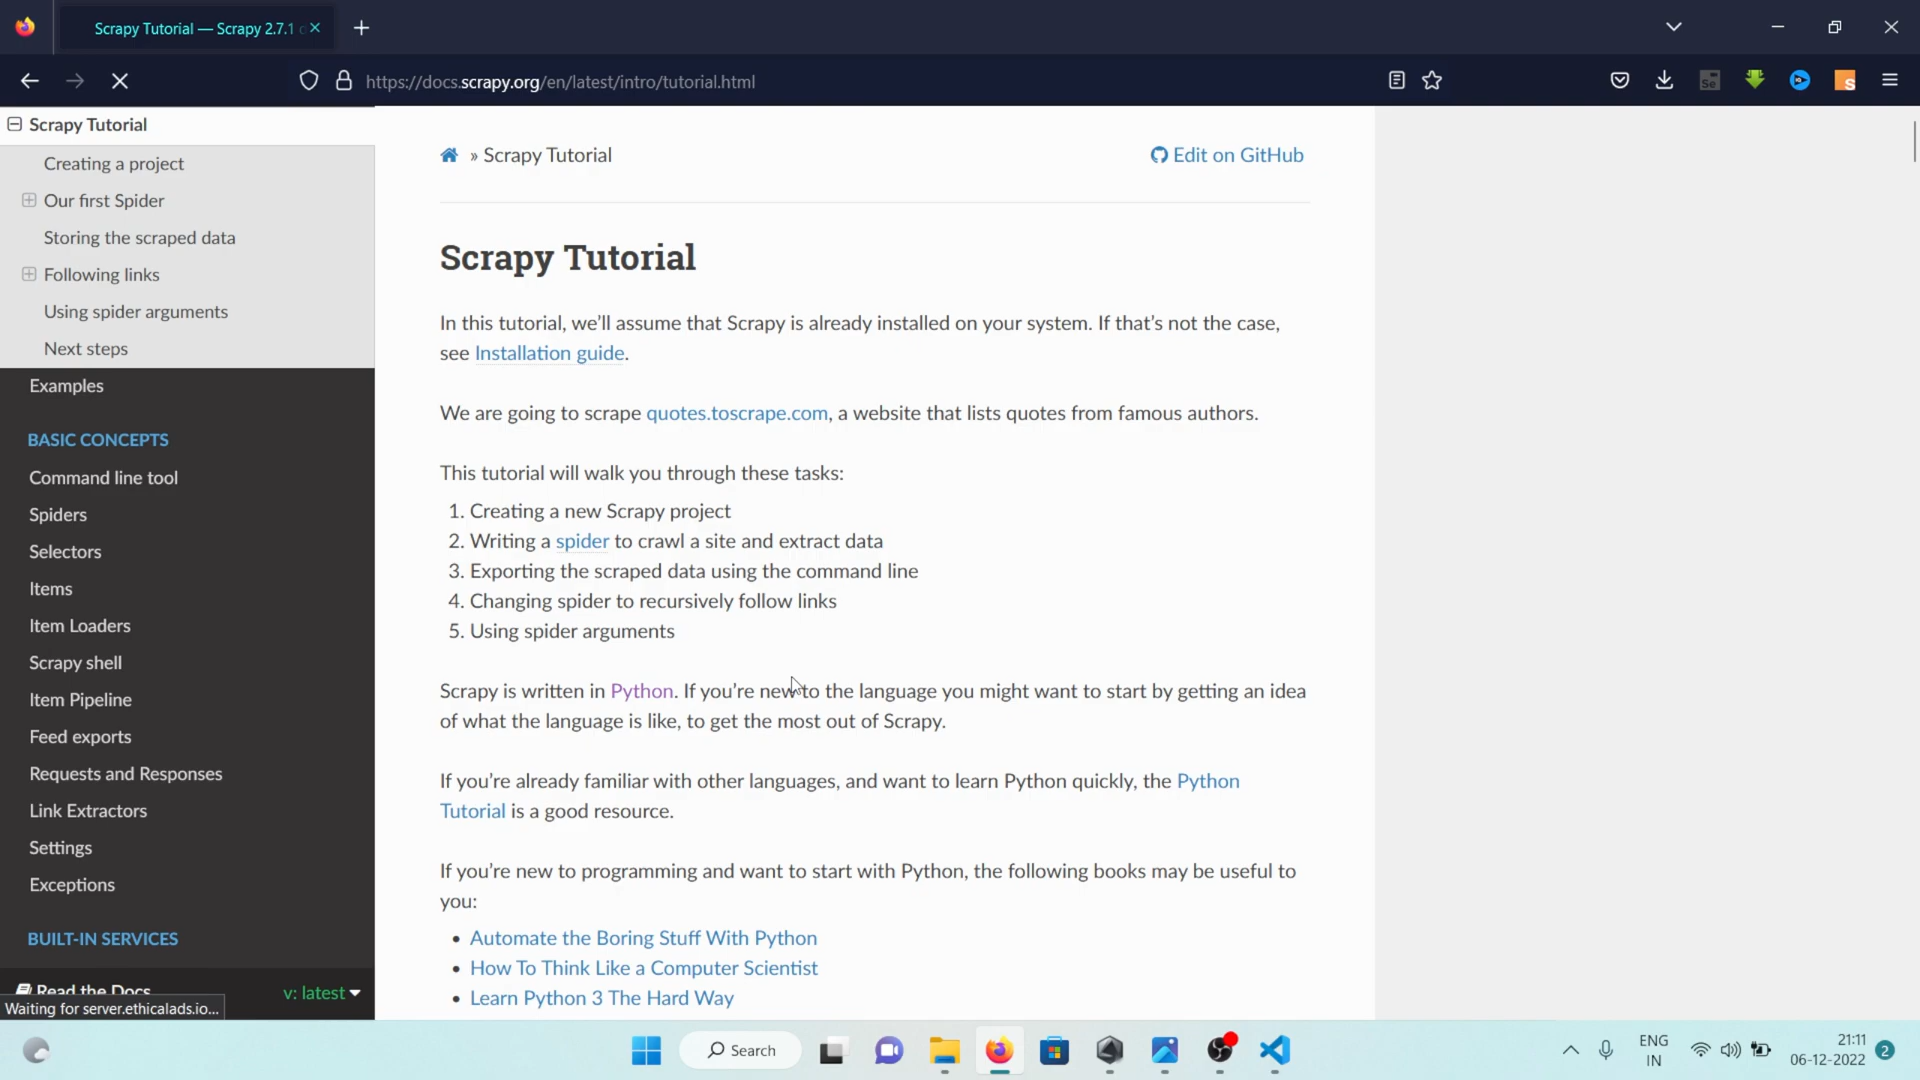 Scrapy Tutorial — Scrapy 2.7.1
https://docs.scrapy.org/en/latest/intro/tutorial.html
Scrapy Tutorial
Creating a project
Our first Spider
Storing the scraped data
Following links
Using spider arguments
Next steps
Examples
BASIC CONCEPTS
Command line tool
Spiders
Selectors
Items
Item Loaders
Scrapy shell
Item Pipeline
Feed exports
Requests and Responses
Link Extractors
Settings
Exceptions
BUILT-IN SERVICES
Read the Docs
v: latest
Waiting for server.ethicalads.io...
» Scrapy Tutorial
Edit on GitHub
Scrapy Tutorial
In this tutorial, we’ll assume that Scrapy is already installed on your system. If that’s not the case,
see Installation guide.
We are going to scrape quotes.toscrape.com, a website that lists quotes from famous authors.
This tutorial will walk you through these tasks:
1. Creating a new Scrapy project
2. Writing a spider to crawl a site and extract data
3. Exporting the scraped data using the command line
4. Changing spider to recursively follow links
5. Using spider arguments
Scrapy is written in Python. If you’re new to the language you might want to start by getting an idea
of what the language is like, to get the most out of Scrapy.
If you’re already familiar with other languages, and want to learn Python quickly, the Python
Tutorial is a good resource.
If you’re new to programming and want to start with Python, the following books may be useful to
you:
• Automate the Boring Stuff With Python
• How To Think Like a Computer Scientist
• Learn Python 3 The Hard Way
Search
ENG
IN
21:11
06-12-2022
2